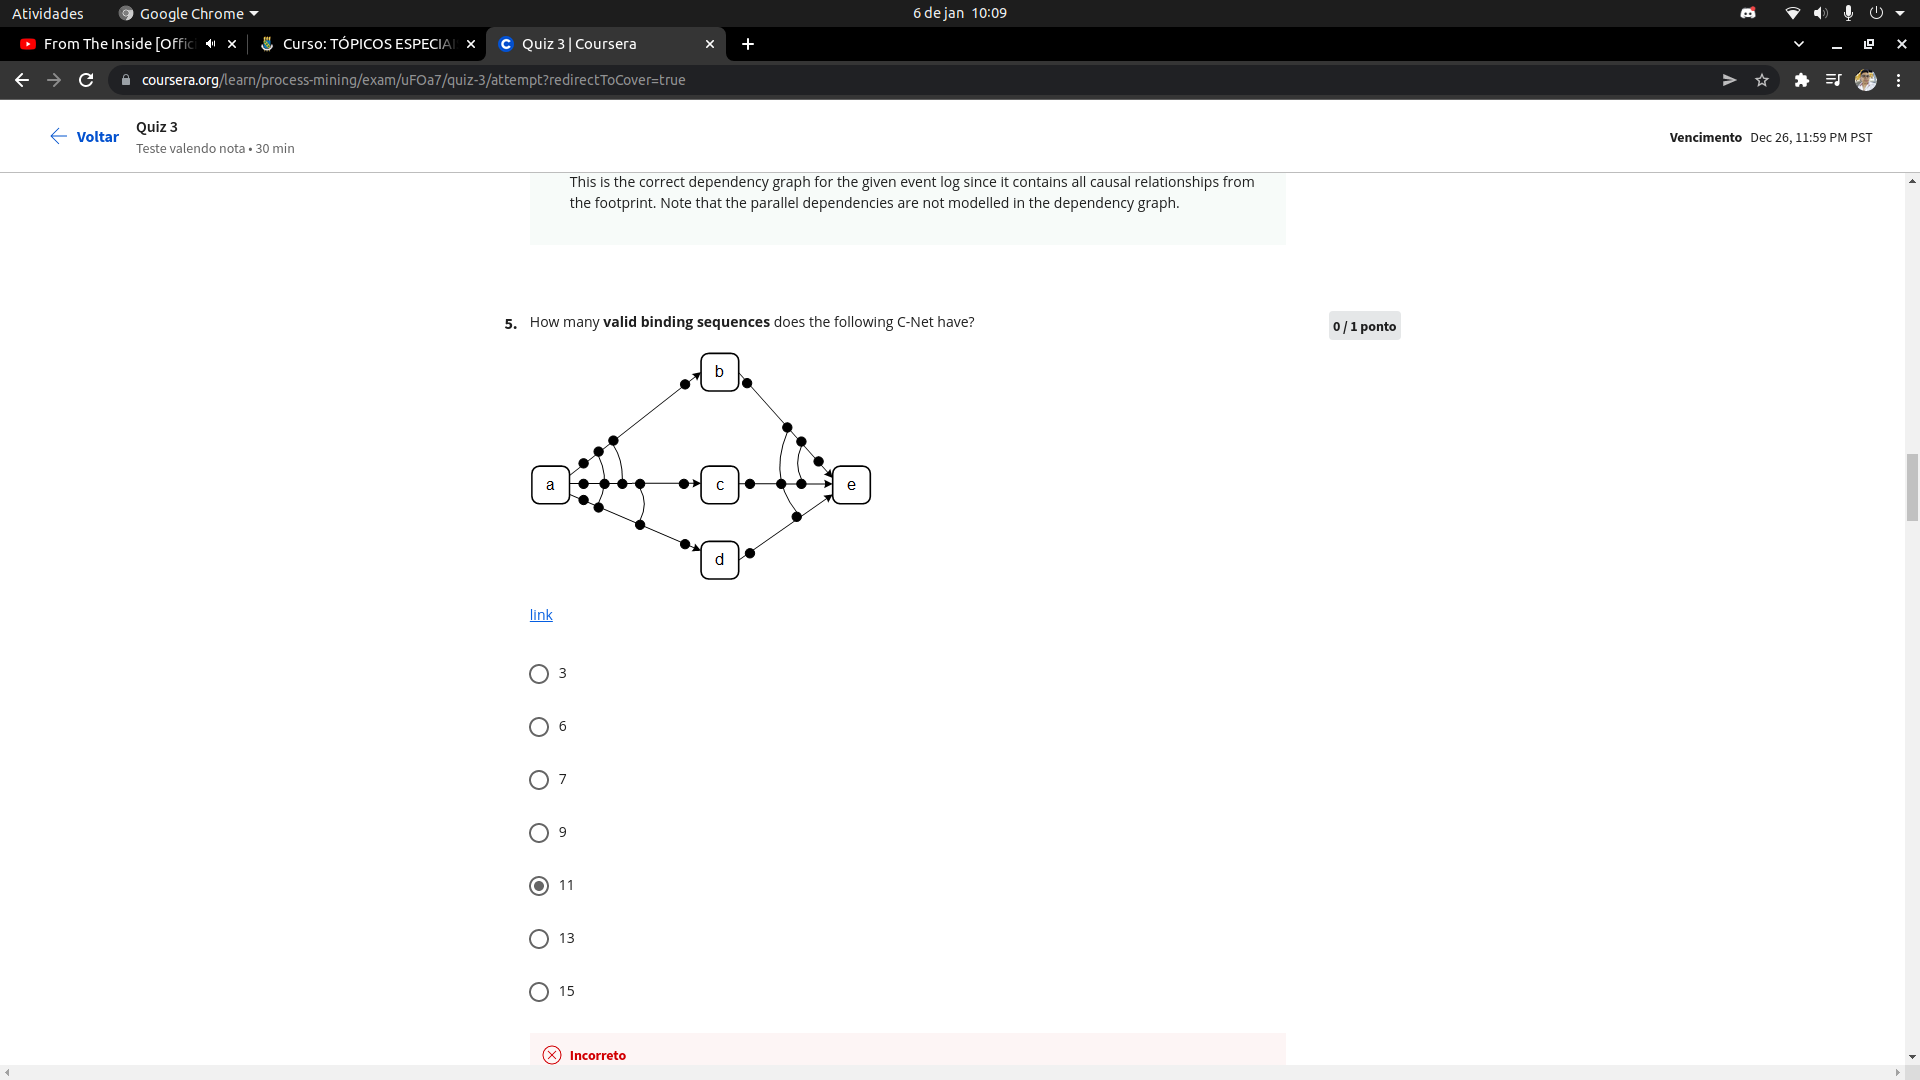 Atividades
Google Chrome
6 de jan 10:09
From The Inside [Offic
Curso: TÓPICOS ESPECIAI
Quiz 3 | Coursera
coursera.org/learn/process-mining/exam/uFOa7/quiz-3/attempt?redirectToCover=true
Voltar
Quiz 3
Teste valendo nota • 30 min
Vencimento Dec 26, 11:59 PM PST
This is the correct dependency graph for the given event log since it contains all causal relationships from
the footprint. Note that the parallel dependencies are not modelled in the dependency graph.
5. How many valid binding sequences does the following C-Net have?
0 / 1 ponto
b
a
c
e
d
link
3
6
7
9
11
13
15
Incorreto